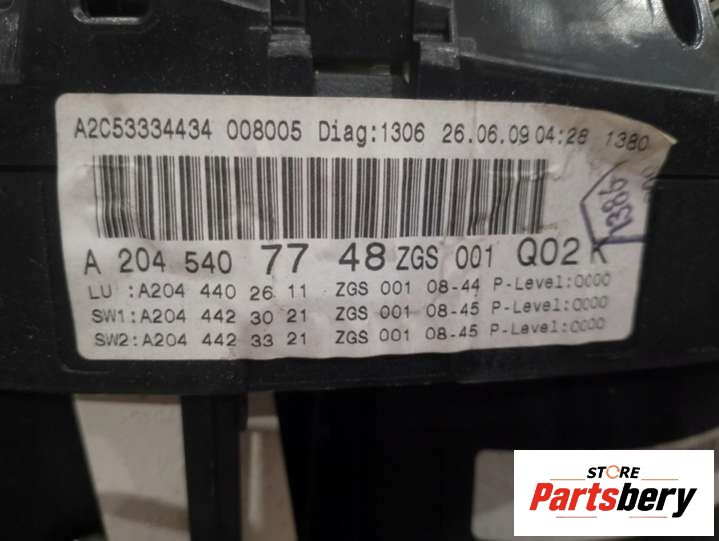 A2C53334434 008005 Diag:1306 26.06.09 04:28 1380
1386
A 204 540 77 48 ZGS 001 Q02 K
LU :A204 440 26 11 ZGS 001 08-44 P-Level:0000
SW1:A204 442 30 21 ZGS 001 08-45 P-Level:0000
SW2:A204 442 33 21 ZGS 001 08-45 P-Level:0000
STORE
Partsbery